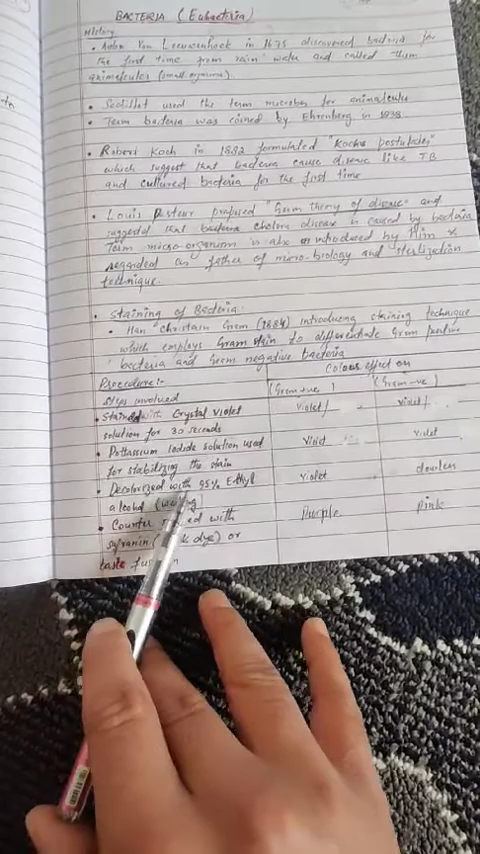 BACTERIA (Eubacteria)
History
• Anton Van Leeuwenhoek in 1675 discovered bacteria for
the first time from rain water and called them
animalcules (small organisms).
• Sedillot used the term microbes for animalcules
• Term bacteria was coined by Ehrenberg in 1838.
• Robert Koch in 1882 formulated "Kochs postulates"
which suggest that bacteria cause disease like TB
and cultured bacteria for the first time
• Louis Pasteur proposed "Germ theory of disease" and
suggested that bacteria cholera disease is caused by bacteria
Term micro-organism is also introduced by Him &
regarded as father of micro-biology and sterilization
technique.
• Staining of Bacteria:
• Han Christain Gram (1884) introducing staining technique
which employs Gram stain to differentiate Gram positive
bacteria and Gram negative bacteria
Procedure:- Colour effect on
Steps involved (Gram +ve) (Gram -ve)
• Stained with Crystal violet violet/ violet/
solution for 30 seconds
• Potassium Iodide solution used violet violet
for stabilizing the stain
• Decolorized with 95% Ethyl violet
alcohol
• Counter with Purple pink
safranin dye) or